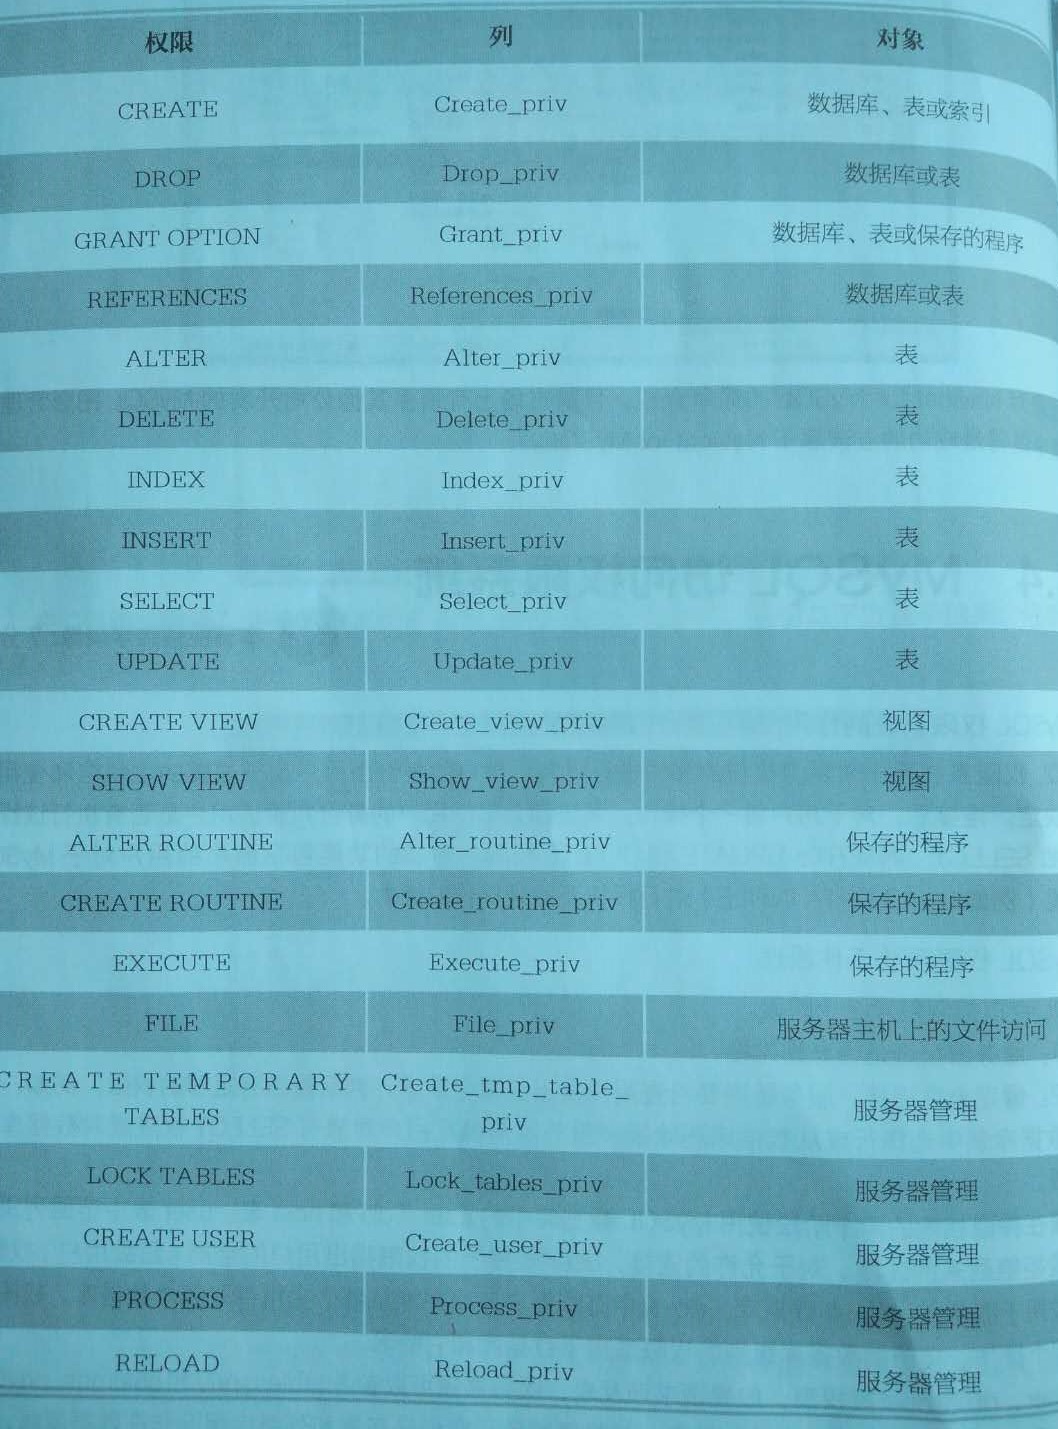 权限 列 对象
CREATE Create_priv 数据库、表或索引
DROP Drop_priv 数据库或表
GRANT OPTION Grant_priv 数据库、表或保存的程序
REFERENCES References_priv 数据库或表
ALTER Alter_priv 表
DELETE Delete_priv 表
INDEX Index_priv 表
INSERT Insert_priv 表
SELECT Select_priv 表
UPDATE Update_priv 表
CREATE VIEW Create_view_priv 视图
SHOW VIEW Show_view_priv 视图
ALTER ROUTINE Alter_routine_priv 保存的程序
CREATE ROUTINE Create_routine_priv 保存的程序
EXECUTE Execute_priv 保存的程序
FILE File_priv 服务器主机上的文件访问
CREATE TEMPORARY Create_tmp_table_
TABLES priv 服务器管理
LOCK TABLES Lock_tables_priv 服务器管理
CREATE USER Create_user_priv 服务器管理
PROCESS Process_priv 服务器管理
RELOAD Reload_priv 服务器管理